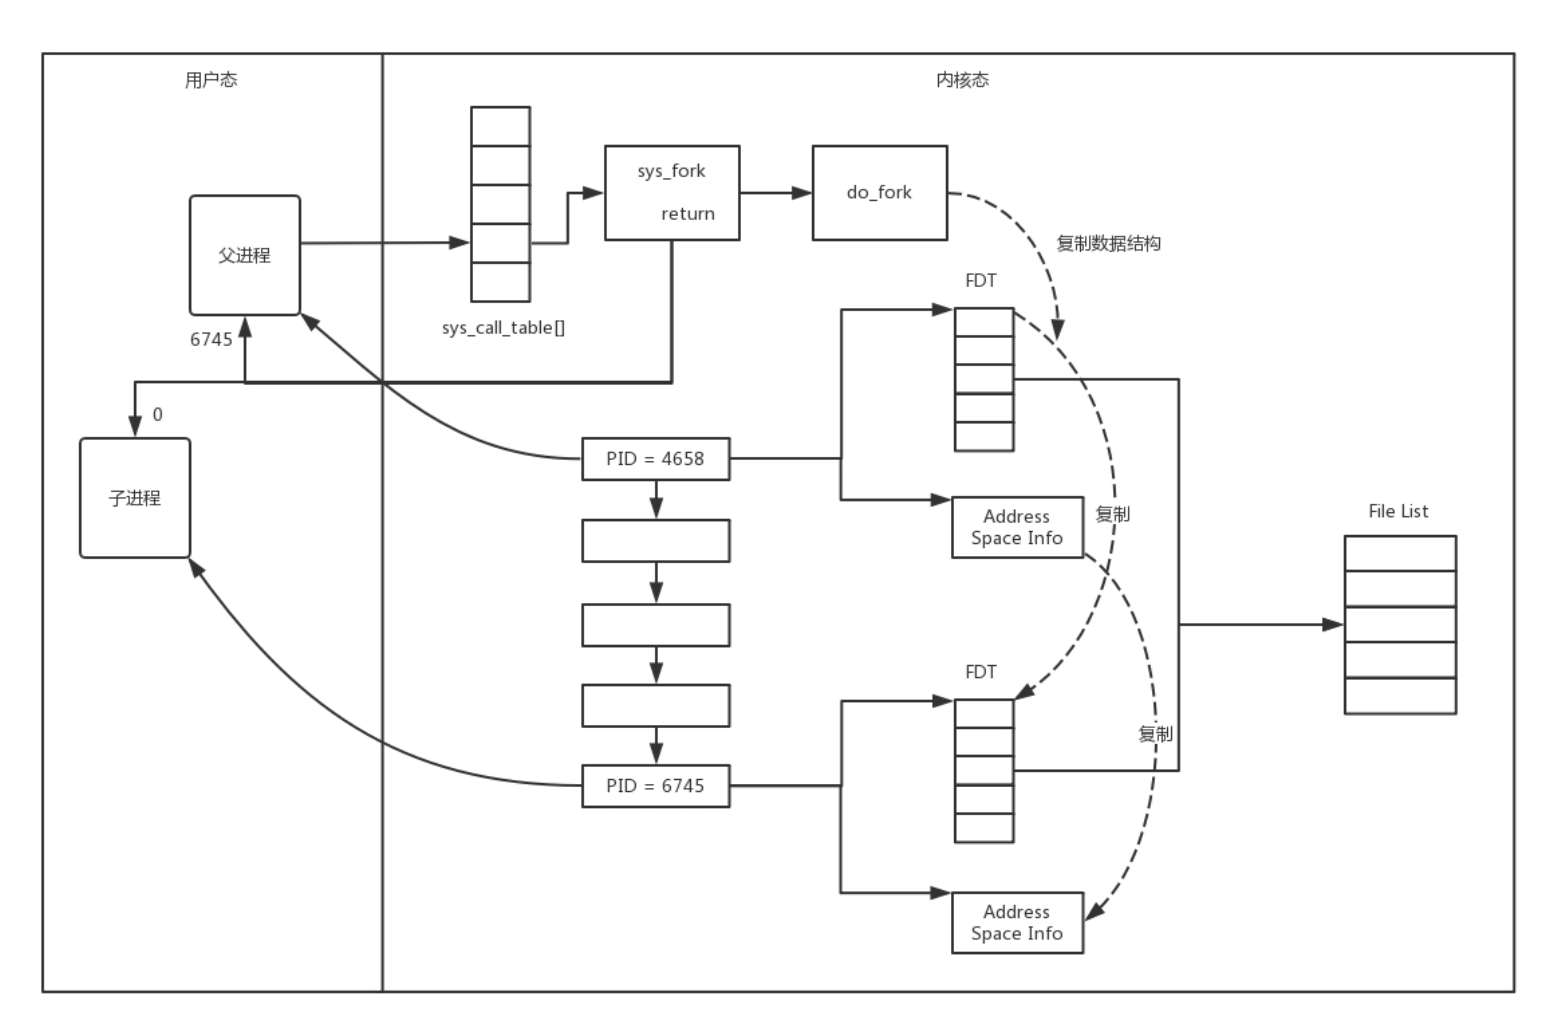 用户态
内核态
sys_fork
return
do_fork
父进程
复制数据结构
FDT
sys_call_table[]
6745
0
PID = 4658
子进程
Address
Space Info
复制
File List
FDT
复制
PID = 6745
Address
Space Info